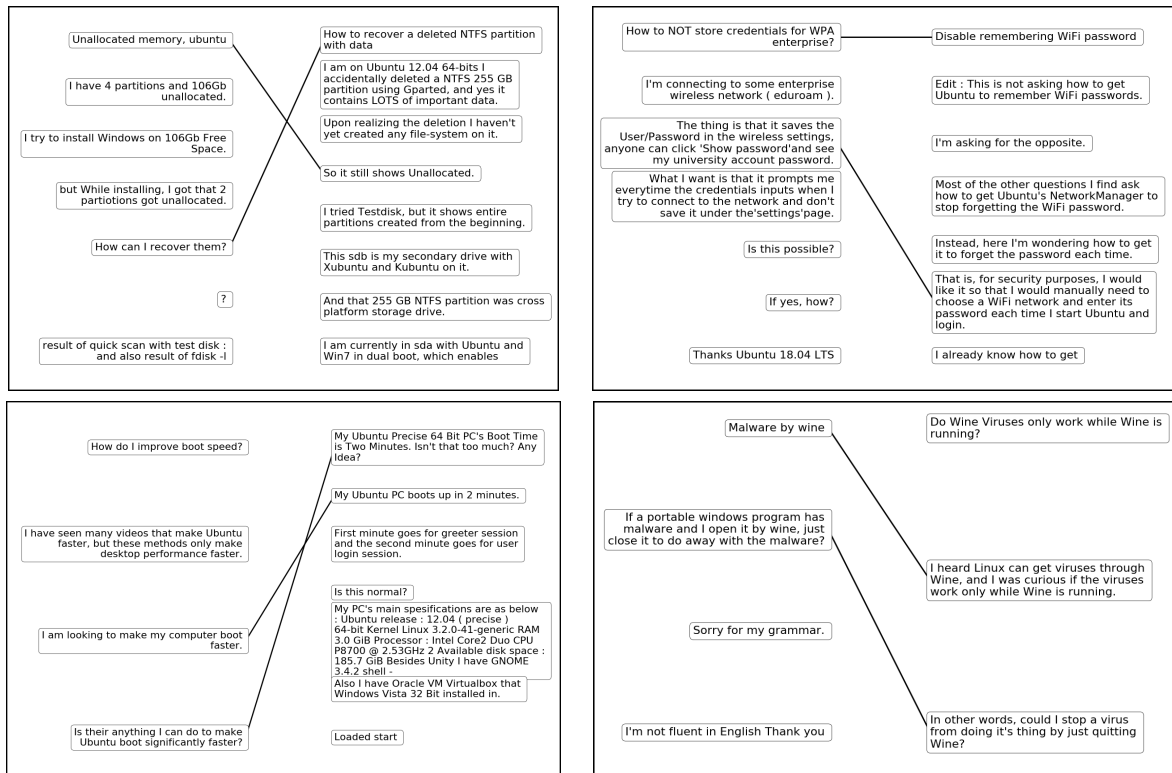 Unallocated memory, ubuntu
I have 4 partitions and 106Gb
unallocated.
I try to install Windows on 106Gb Free
Space.
but While installing, I got that 2
partiotions got unallocated.
How can I recover them?
?
result of quick scan with test disk :
and also result of fdisk -l
How to recover a deleted NTFS partition
with data
I am on Ubuntu 12.04 64-bits I
accidentally deleted a NTFS 255 GB
partition using Gparted, and yes it
contains LOTS of important data.
Upon realizing the deletion I haven't
yet created any file-system on it.
So it still shows Unallocated.
I tried Testdisk, but it shows entire
partitions created from the beginning.
This sdb is my secondary drive with
Xubuntu and Kubuntu on it.
And that 255 GB NTFS partition was cross
platform storage drive.
I am currently in sda with Ubuntu and
Win7 in dual boot, which enables
How to NOT store credentials for WPA
enterprise?
I'm connecting to some enterprise
wireless network ( eduroam ).
The thing is that it saves the
User/Password in the wireless settings,
anyone can click 'Show password'and see
my university account password.
What I want is that it prompts me
everytime the credentials inputs when I
try to connect to the network and don't
save it under the'settings'page.
Is this possible?
If yes, how?
Thanks Ubuntu 18.04 LTS
Disable remembering WiFi password
Edit : This is not asking how to get
Ubuntu to remember WiFi passwords.
I'm asking for the opposite.
Most of the other questions I find ask
how to get Ubuntu's NetworkManager to
stop forgetting the WiFi password.
Instead, here I'm wondering how to get
it to forget the password each time.
That is, for security purposes, I would
like it so that I would manually need to
choose a WiFi network and enter its
password each time I start Ubuntu and
login.
I already know how to get
How do I improve boot speed?
I have seen many videos that make Ubuntu
faster, but these methods only make
desktop performance faster.
I am looking to make my computer boot
faster.
Is their anything I can do to make
Ubuntu boot significantly faster?
My Ubuntu Precise 64 Bit PC's Boot Time
is Two Minutes. Isn't that too much? Any
Idea?
My Ubuntu PC boots up in 2 minutes.
First minute goes for greeter session
and the second minute goes for user
login session.
Is this normal?
My PC's main spesifications are as below
: Ubuntu release : 12.04 ( precise )
64-bit Kernel Linux 3.2.0-41-generic RAM
3.0 GiB Processor : Intel Core2 Duo CPU
P8700 @ 2.53GHz 2 Available disk space :
185.7 GiB Besides Unity I have GNOME
3.4.2 shell -
Also I have Oracle VM Virtualbox that
Windows Vista 32 Bit installed in.
Loaded start
Malware by wine
If a portable windows program has
malware and I open it by wine, just
close it to do away with the malware?
Sorry for my grammar.
I'm not fluent in English Thank you
Do Wine Viruses only work while Wine is
running?
I heard Linux can get viruses through
Wine, and I was curious if the viruses
work only while Wine is running.
In other words, could I stop a virus
from doing it's thing by just quitting
Wine?